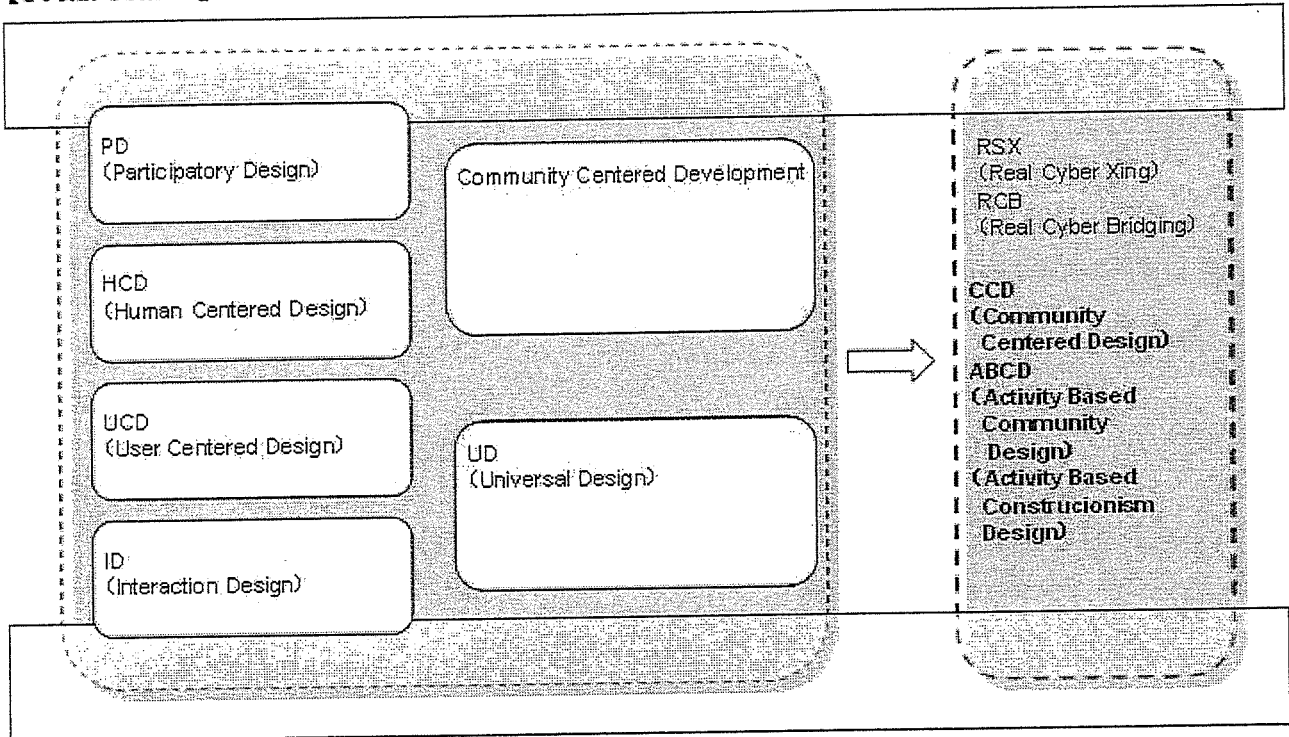 PD
(Participatory Design)
HCD
(Human Centered Design)
UCD
(User Centered Design)
ID
(Interaction Design)
Community Centered Development
UD
(Universal Design)
RSX
(Real Cyber Xing)
RCB
(Real Cyber Bridging)
CCD
(Community
Centered Design)
ABCD
(Activity Based
Community
Design)
(Activity Based
Construcionism
Design)